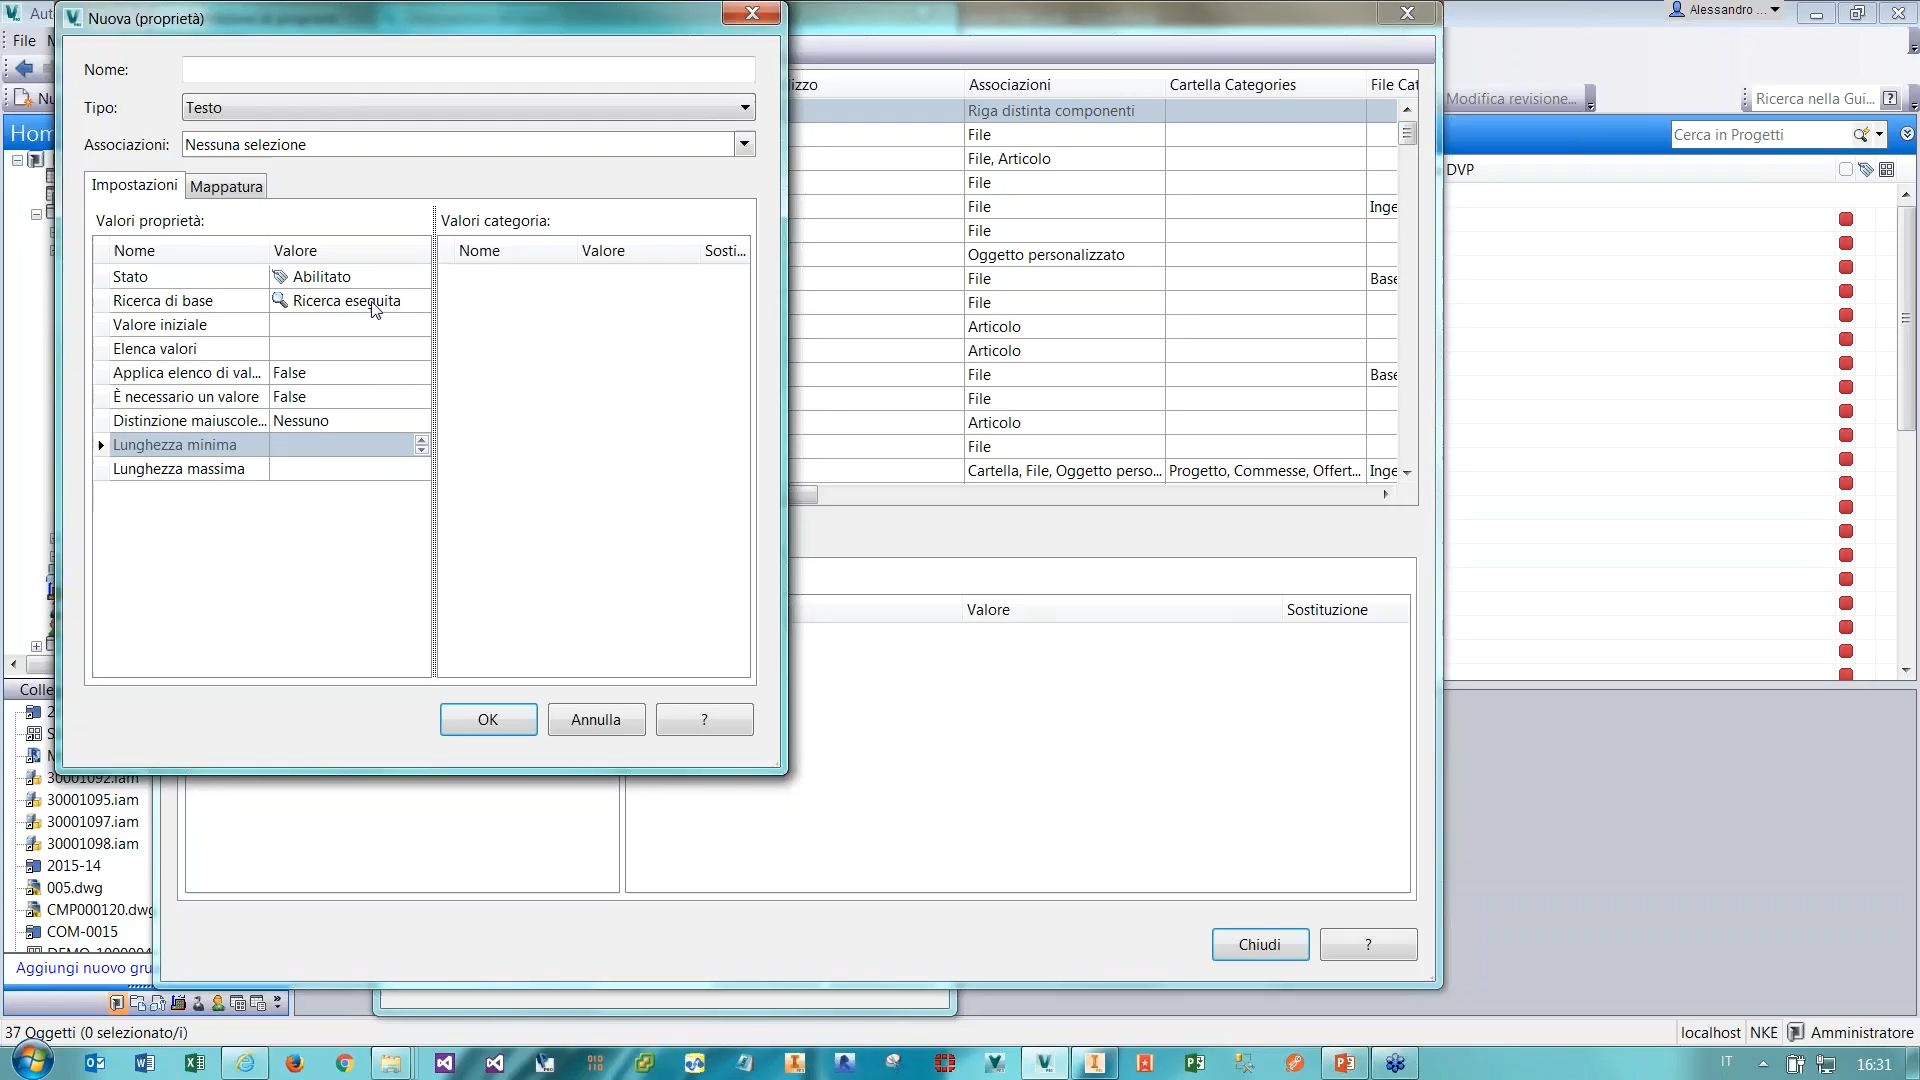 Nuova (proprietà)
Alessandro ...
File
Nome:
Tipo:
Testo
Associazioni:
Nessuna selezione
Impostazioni
Mappatura
Valori proprietà:
Valori categoria:
Nome
Valore
Nome
Valore
Sosti...
Stato
Abilitato
Ricerca di base
Ricerca eseguita
Valore iniziale
Elenca valori
Applica elenco di val...
False
È necessario un valore
False
Distinzione maiuscole...
Nessuno
Lunghezza minima
Lunghezza massima
OK
Annulla
?
Associazioni
Cartella Categories
File Cat
Riga distinta componenti
File
File, Articolo
File
File
Inge
File
Oggetto personalizzato
File
Base
File
Articolo
Articolo
File
Base
File
Articolo
File
Cartella, File, Oggetto perso...
Progetto, Commesse, Offert...
Inge
Valore
Sostituzione
Chiudi
?
Modifica revisione...
Ricerca nella Gui...
?
Cerca in Progetti
DVP
Hom
Colle
30001092.iam
30001095.iam
30001097.iam
30001098.iam
2015-14
005.dwg
CMP000120.dwg
COM-0015
Aggiungi nuovo gru
37 Oggetti (0 selezionato/i)
localhost
NKE
Amministratore
IT
16:31